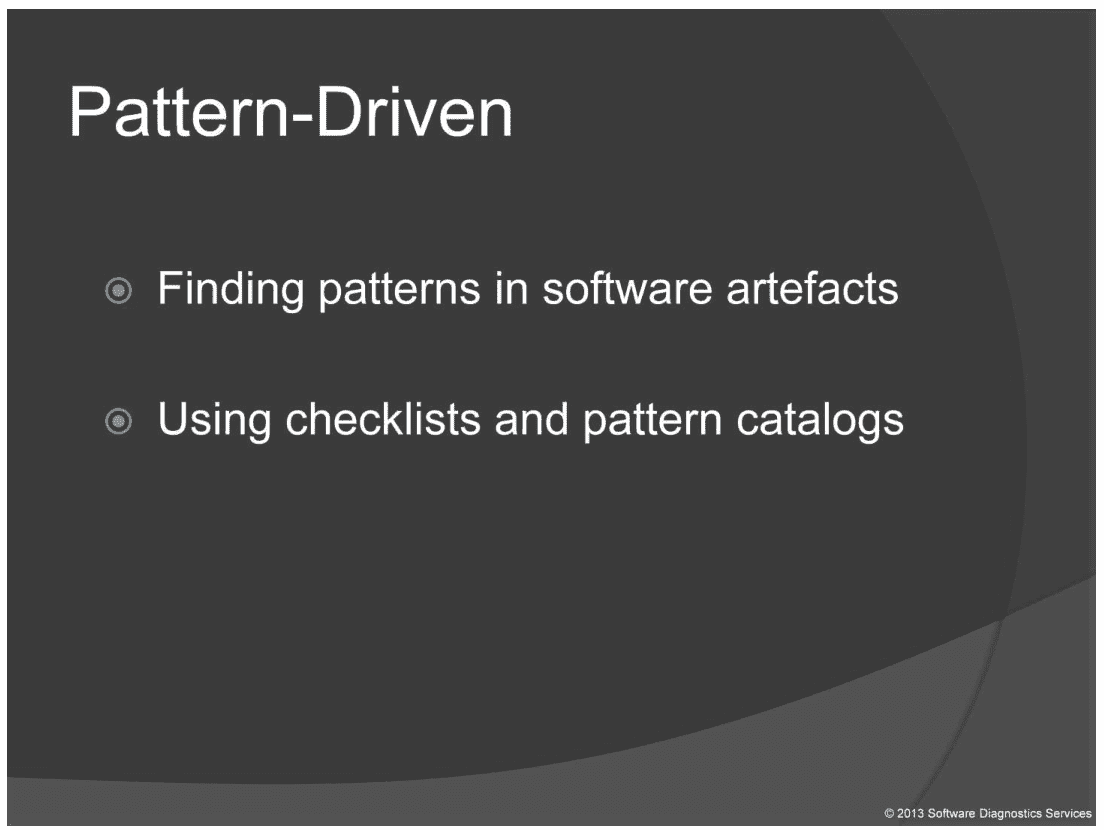 Pattern-Driven
Finding patterns in software artefacts
Using checklists and pattern catalogs
© 2013 Software Diagnostics Services